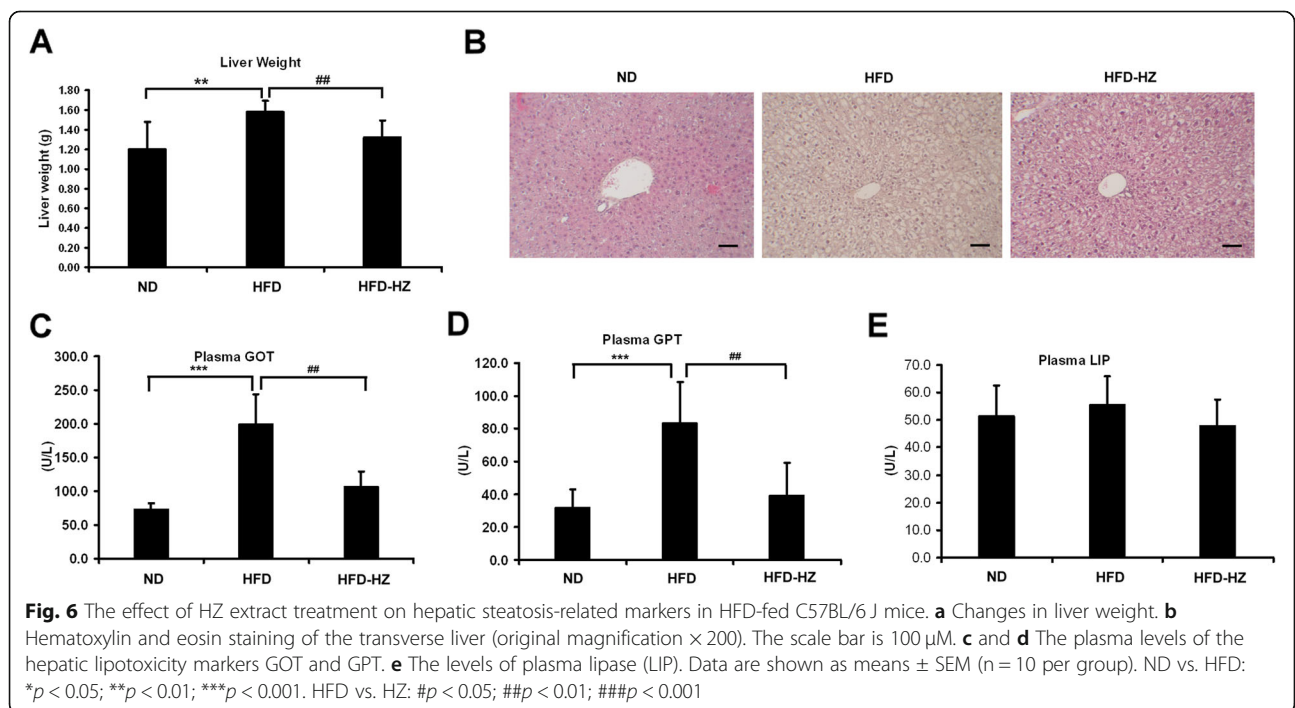 A
Liver Weight
**
##
1.80
1.60
1.40
1.20
1.00
0.80
0.60
0.40
0.20
0.00
Liver weight (g)
ND
HFD
HFD-HZ
B
ND
HFD
HFD-HZ
C
Plasma GOT
***
##
300.0
250.0
200.0
150.0
100.0
50.0
0.0
(U/L)
ND
HFD
HFD-HZ
D
Plasma GPT
***
##
120.0
100.0
80.0
60.0
40.0
20.0
0.0
(U/L)
ND
HFD
HFD-HZ
E
Plasma LIP
70.0
60.0
50.0
40.0
30.0
20.0
10.0
0.0
(U/L)
ND
HFD
HFD-HZ
Fig. 6 The effect of HZ extract treatment on hepatic steatosis-related markers in HFD-fed C57BL/6 J mice. a Changes in liver weight. b
Hematoxylin and eosin staining of the transverse liver (original magnification × 200). The scale bar is 100 μM. c and d The plasma levels of the
hepatic lipotoxicity markers GOT and GPT. e The levels of plasma lipase (LIP). Data are shown as means ± SEM (n = 10 per group). ND vs. HFD:
*p < 0.05; **p < 0.01; ***p < 0.001. HFD vs. HZ: #p < 0.05; ##p < 0.01; ###p < 0.001